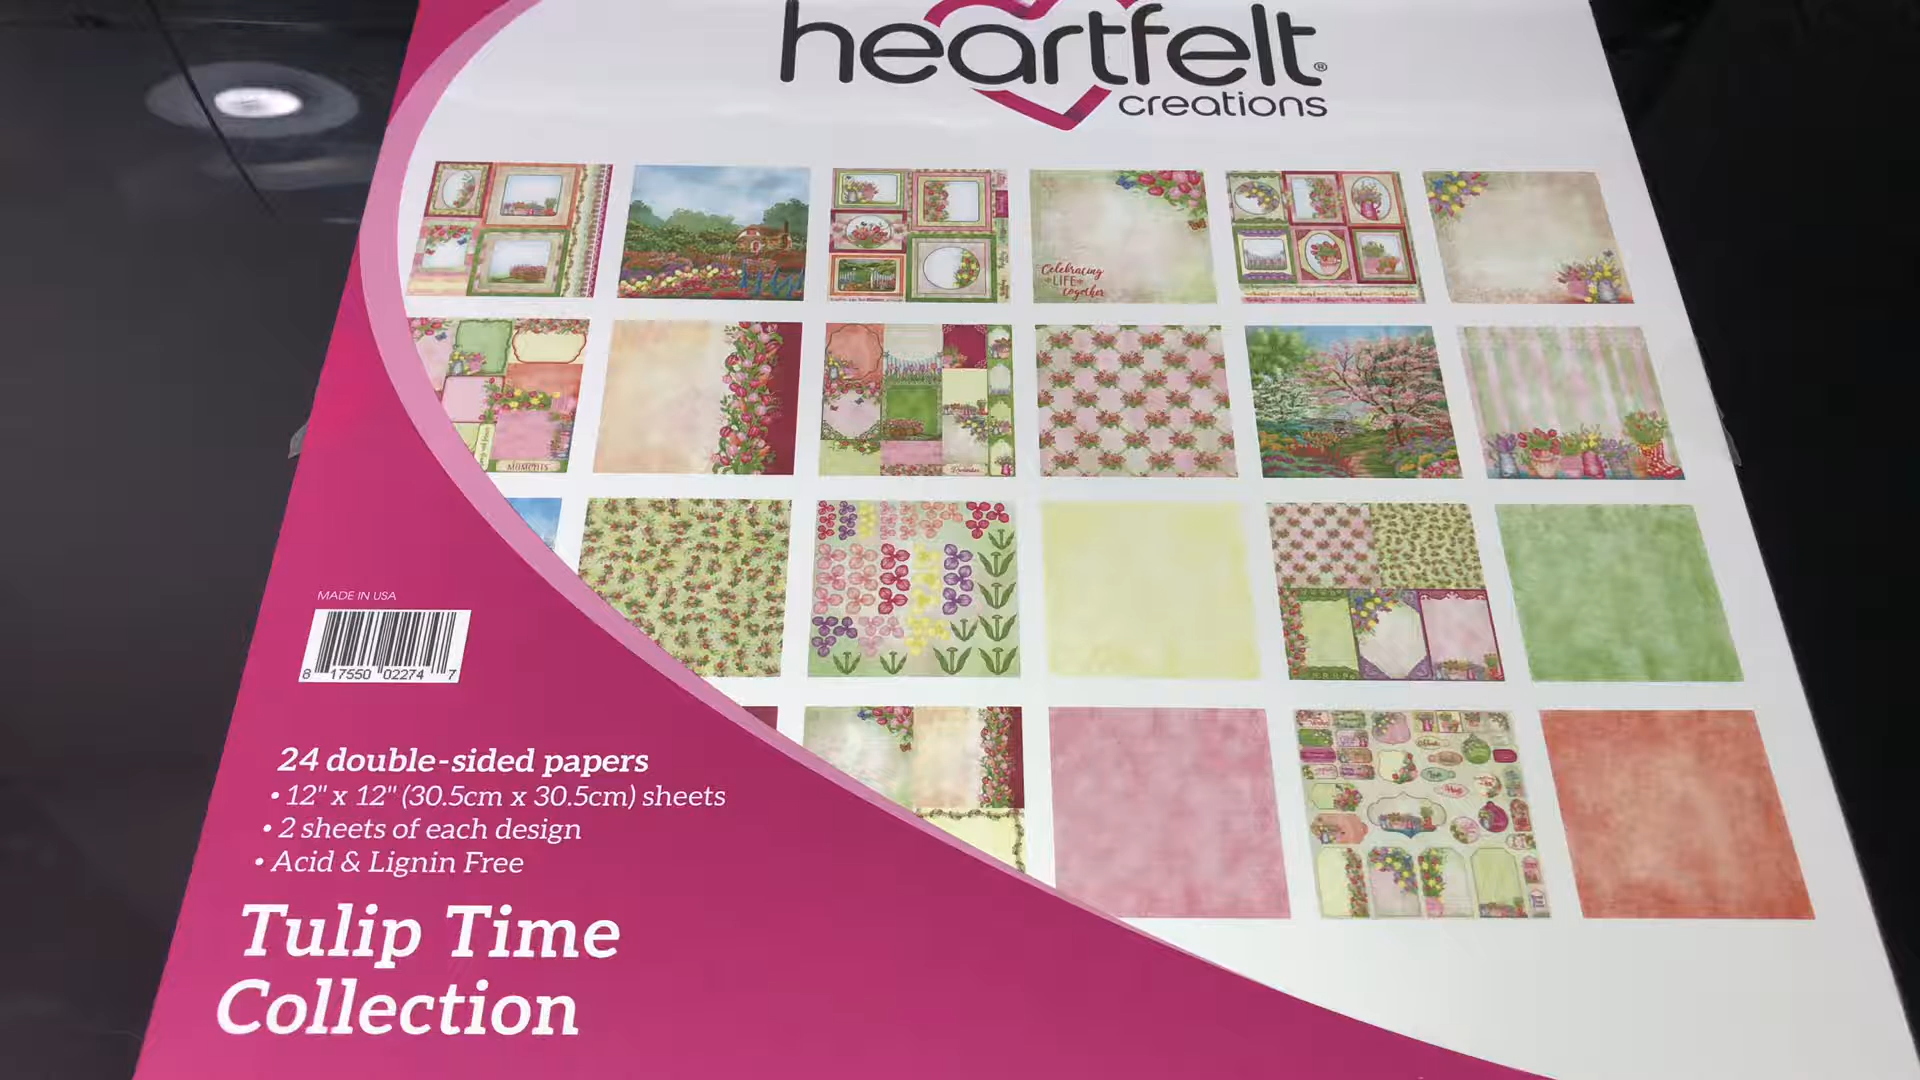 heartfelt®
creations
Celebrating
LIFE
together
MOMENTS
MADE IN USA
8 17550 02274 7
24 double-sided papers
• 12" x 12" (30.5cm x 30.5cm) sheets
• 2 sheets of each design
• Acid & Lignin Free
Tulip Time
Collection